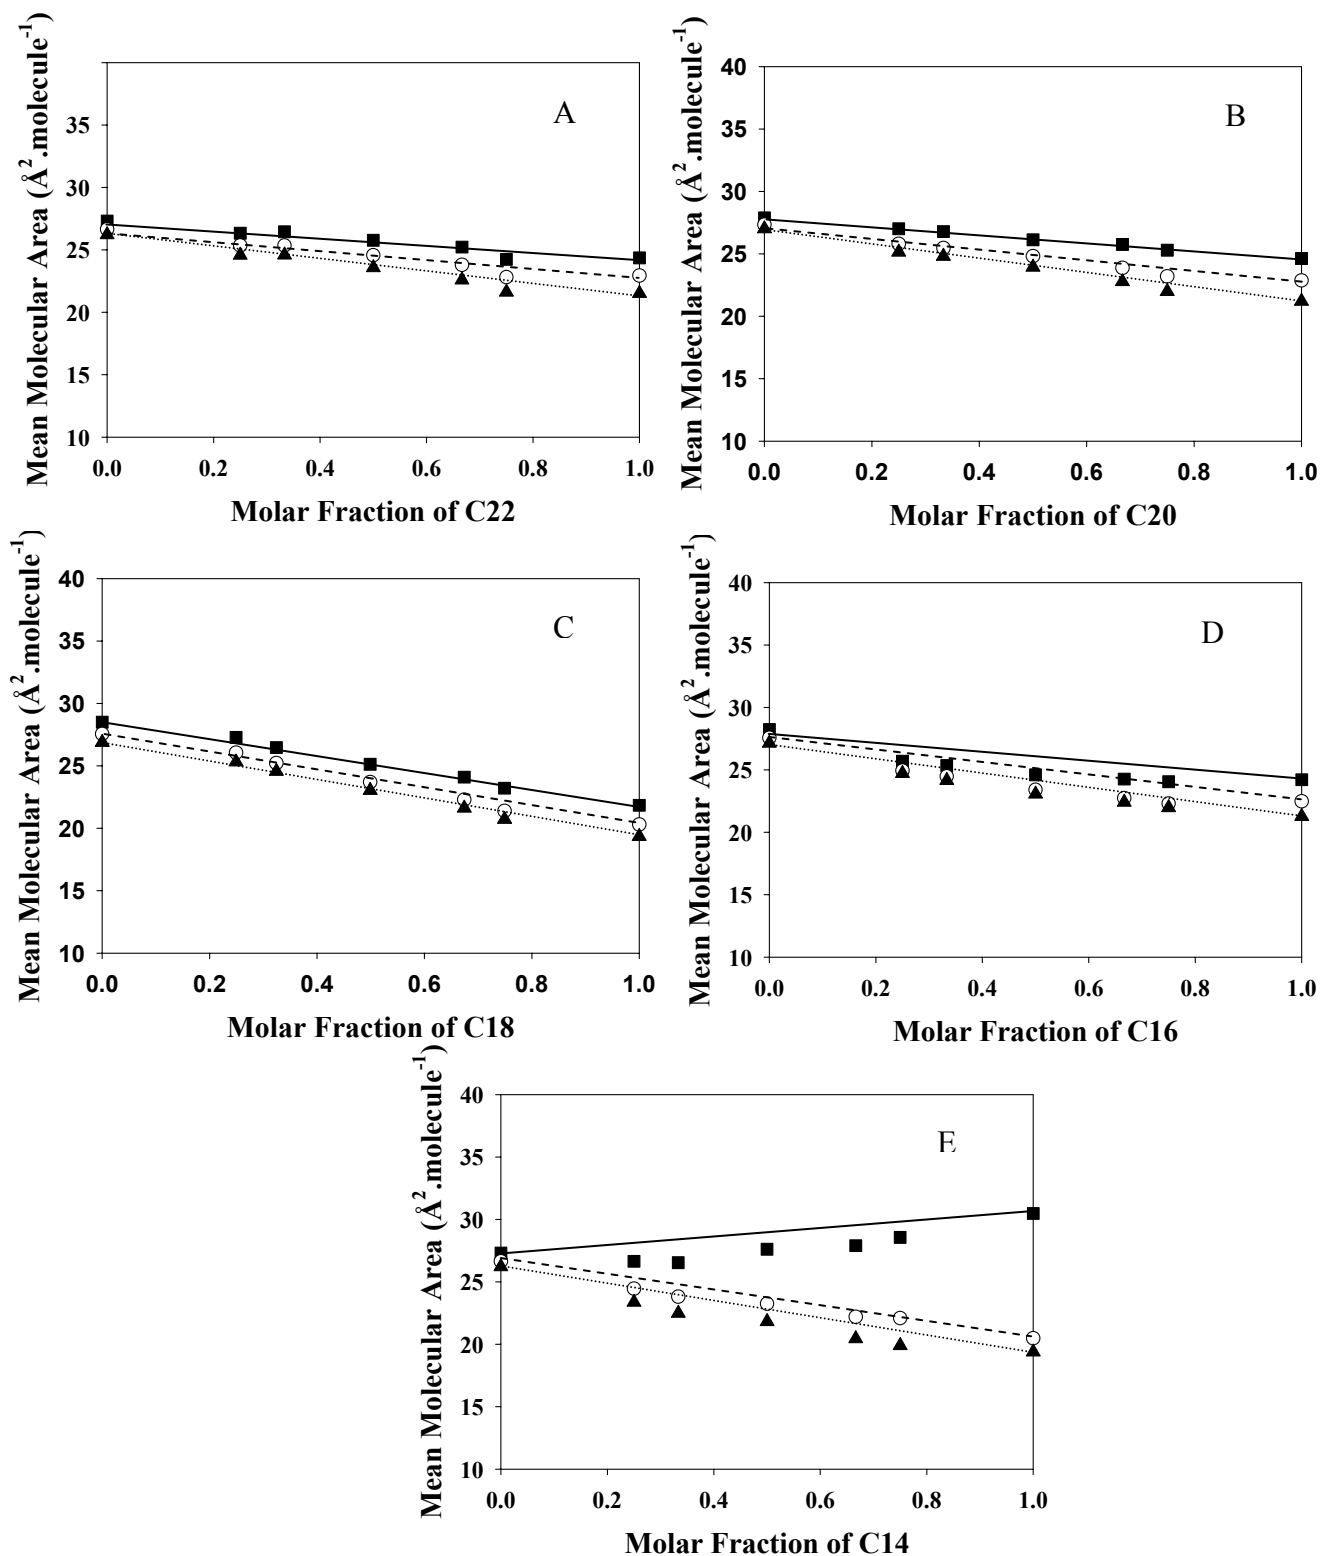 Mean Molecular Area (Å².molecule⁻¹)
35
30
25
20
15
10
A
0.0 0.2 0.4 0.6 0.8 1.0
Molar Fraction of C22
Mean Molecular Area (Å².molecule⁻¹)
40
35
30
25
20
15
10
B
0.0 0.2 0.4 0.6 0.8 1.0
Molar Fraction of C20
Mean Molecular Area (Å².molecule⁻¹)
40
35
30
25
20
15
10
C
0.0 0.2 0.4 0.6 0.8 1.0
Molar Fraction of C18
Mean Molecular Area (Å².molecule⁻¹)
40
35
30
25
20
15
10
D
0.0 0.2 0.4 0.6 0.8 1.0
Molar Fraction of C16
Mean Molecular Area (Å².molecule⁻¹)
40
35
30
25
20
15
10
E
0.0 0.2 0.4 0.6 0.8 1.0
Molar Fraction of C14